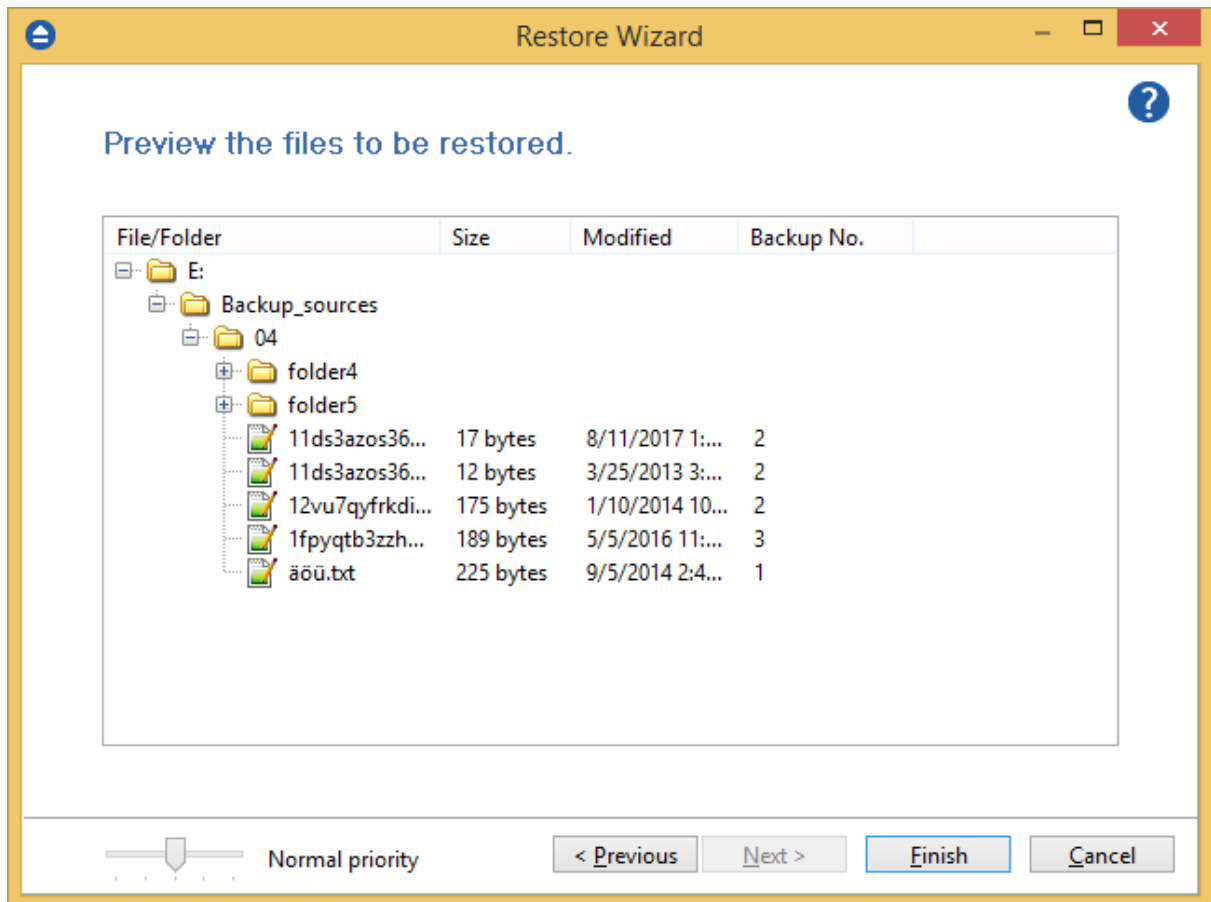 Restore Wizard
?
Preview the files to be restored.
File/Folder Size Modified Backup No.
E:
Backup_sources
04
folder4
folder5
11ds3azos36... 17 bytes 8/11/2017 1:... 2
11ds3azos36... 12 bytes 3/25/2013 3:... 2
12vu7qyfrkdi... 175 bytes 1/10/2014 10... 2
1fpyqtb3zzh... 189 bytes 5/5/2016 11:... 3
äöü.txt 225 bytes 9/5/2014 2:4... 1
Normal priority < Previous Next > Finish Cancel